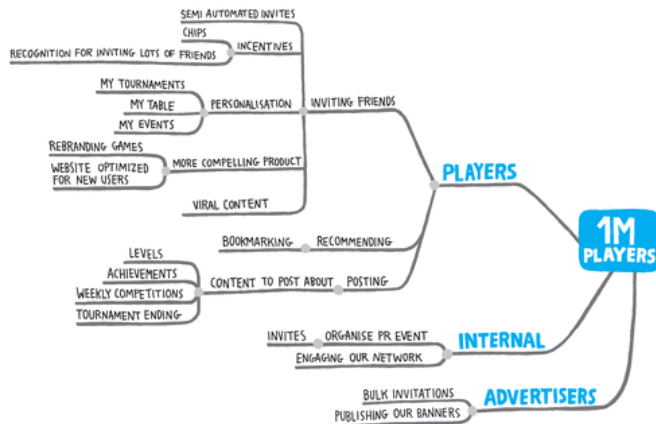 SEMI AUTOMATED INVITES
CHIPS
INCENTIVES
RECOGNITION FOR INVITING LOTS OF FRIENDS
MY TOURNAMENTS
MY TABLE
PERSONALISATION
INVITING FRIENDS
MY EVENTS
REBRANDING GAMES
MORE COMPELLING PRODUCT
WEBSITE OPTIMIZED
FOR NEW USERS
PLAYERS
VIRAL CONTENT
1M
PLAYERS
BOOKMARKING
RECOMMENDING
LEVELS
ACHIEVEMENTS
CONTENT TO POST ABOUT
POSTING
WEEKLY COMPETITIONS
TOURNAMENT ENDING
INVITES
ORGANISE PR EVENT
INTERNAL
ENGAGING OUR NETWORK
BULK INVITATIONS
ADVERTISERS
PUBLISHING OUR BANNERS